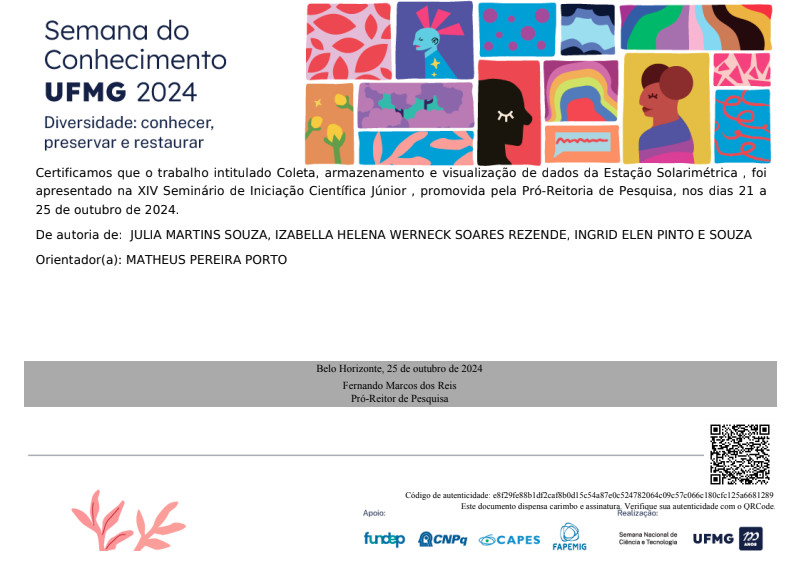 Semana do
Conhecimento
UFMG 2024
Diversidade: conhecer,
preservar e restaurar
Certificamos que o trabalho intitulado Coleta, armazenamento e visualização de dados da Estação Solarimétrica , foi
apresentado na XIV Seminário de Iniciação Científica Júnior , promovida pela Pró-Reitoria de Pesquisa, nos dias 21 a
25 de outubro de 2024.
De autoria de: JULIA MARTINS SOUZA, IZABELLA HELENA WERNECK SOARES REZENDE, INGRID ELEN PINTO E SOUZA
Orientador(a): MATHEUS PEREIRA PORTO
Belo Horizonte, 25 de outubro de 2024
Fernando Marcos dos Reis
Pró-Reitor de Pesquisa
Código de autenticidade: e8f29fe88b1df2caf8b0d15c54a87e0c524782064c09c57c066c180cfc125a6681289
Este documento dispensa carimbo e assinatura. Verifique sua autenticidade com o QRCode.
Apoio:
Realização:
fundep CNPq CAPES FAPEMIG
Semana Nacional de
Ciência e Tecnologia
UFMG
ANOS